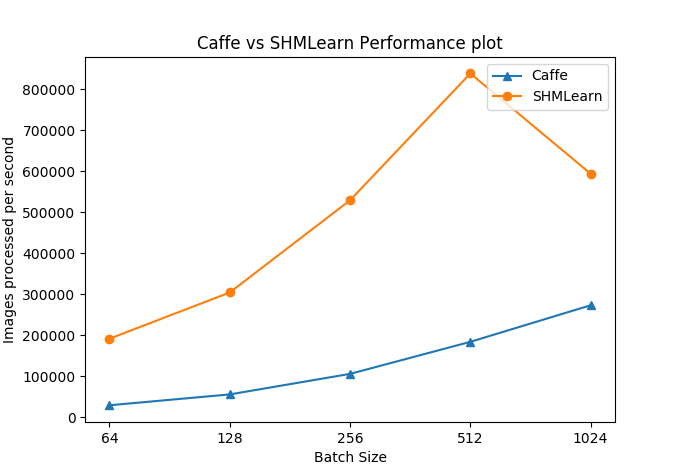 Caffe vs SHMLearn Performance plot
Caffe
SHMLearn
Images processed per second
800000
700000
600000
500000
400000
300000
200000
100000
0
64 128 256 512 1024
Batch Size